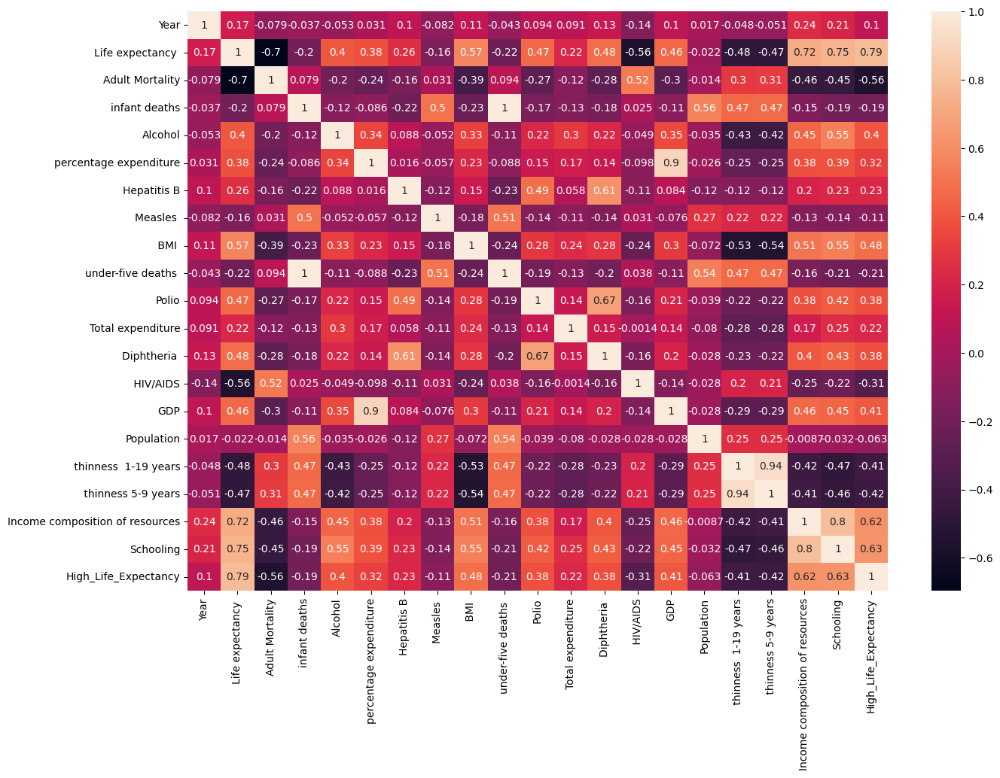 Year 1 0.17 -0.079 -0.037 -0.053 0.031 0.1 -0.082 0.11 -0.043 0.094 0.091 0.13 -0.14 0.1 0.017 -0.048 -0.051 0.24 0.21 0.1
Life expectancy 0.17 1 -0.7 -0.2 0.4 0.38 0.26 -0.16 0.57 -0.22 0.47 0.22 0.48 -0.56 0.46 -0.022 -0.48 -0.47 0.72 0.75 0.79
Adult Mortality -0.079 -0.7 1 0.079 -0.2 -0.24 -0.16 0.031 -0.39 0.094 -0.27 -0.12 -0.28 0.52 -0.3 -0.014 0.3 0.31 -0.46 -0.45 -0.56
infant deaths -0.037 -0.2 0.079 1 -0.12 -0.086 -0.22 0.5 -0.23 1 -0.17 -0.13 -0.18 0.025 -0.11 0.56 0.47 0.47 -0.15 -0.19 -0.19
Alcohol -0.053 0.4 -0.2 -0.12 1 0.34 0.088 -0.052 0.33 -0.11 0.22 0.3 0.22 -0.049 0.35 -0.035 -0.43 -0.42 0.45 0.55 0.4
percentage expenditure 0.031 0.38 -0.24 -0.086 0.34 1 0.016 -0.057 0.23 -0.088 0.15 0.17 0.14 -0.098 0.9 -0.026 -0.25 -0.25 0.38 0.39 0.32
Hepatitis B 0.1 0.26 -0.16 -0.22 0.088 0.016 1 -0.12 0.15 -0.23 0.49 0.058 0.61 -0.11 0.084 -0.12 -0.12 -0.12 0.2 0.23 0.23
Measles -0.082 -0.16 0.031 0.5 -0.052 -0.057 -0.12 1 -0.18 0.51 -0.14 -0.11 -0.14 0.031 -0.076 0.27 0.22 0.22 -0.13 -0.14 -0.11
BMI 0.11 0.57 -0.39 -0.23 0.33 0.23 0.15 -0.18 1 -0.24 0.28 0.24 0.28 -0.24 0.3 -0.072 -0.53 -0.54 0.51 0.55 0.48
under-five deaths -0.043 -0.22 0.094 1 -0.11 -0.088 -0.23 0.51 -0.24 1 -0.19 -0.13 -0.2 0.038 -0.11 0.54 0.47 0.47 -0.16 -0.21 -0.21
Polio 0.094 0.47 -0.27 -0.17 0.22 0.15 0.49 -0.14 0.28 -0.19 1 0.14 0.67 -0.16 0.21 -0.039 -0.22 -0.22 0.38 0.42 0.38
Total expenditure 0.091 0.22 -0.12 -0.13 0.3 0.17 0.058 -0.11 0.24 -0.13 0.14 1 0.15 -0.0014 0.14 -0.08 -0.28 -0.28 0.17 0.25 0.22
Diphtheria 0.13 0.48 -0.28 -0.18 0.22 0.14 0.61 -0.14 0.28 -0.2 0.67 0.15 1 -0.16 0.2 -0.028 -0.23 -0.22 0.4 0.43 0.38
HIV/AIDS -0.14 -0.56 0.52 0.025 -0.049 -0.098 -0.11 0.031 -0.24 0.038 -0.16 -0.0014 -0.16 1 -0.14 -0.028 0.2 0.21 -0.25 -0.22 -0.31
GDP 0.1 0.46 -0.3 -0.11 0.35 0.9 0.084 -0.076 0.3 -0.11 0.21 0.14 0.2 -0.14 1 -0.028 -0.29 -0.29 0.46 0.45 0.41
Population 0.017 -0.022 -0.014 0.56 -0.035 -0.026 -0.12 0.27 -0.072 0.54 -0.039 -0.08 -0.028 -0.028 -0.028 1 0.25 0.25 -0.0087 -0.032 -0.063
thinness 1-19 years -0.048 -0.48 0.3 0.47 -0.43 -0.25 -0.12 0.22 -0.53 0.47 -0.22 -0.28 -0.23 0.2 -0.29 0.25 1 0.94 -0.42 -0.47 -0.41
thinness 5-9 years -0.051 -0.47 0.31 0.47 -0.42 -0.25 -0.12 0.22 -0.54 0.47 -0.22 -0.28 -0.22 0.21 -0.29 0.25 0.94 1 -0.41 -0.46 -0.42
Income composition of resources 0.24 0.72 -0.46 -0.15 0.45 0.38 0.2 -0.13 0.51 -0.16 0.38 0.17 0.4 -0.25 0.46 -0.0087 -0.42 -0.41 1 0.8 0.62
Schooling 0.21 0.75 -0.45 -0.19 0.55 0.39 0.23 -0.14 0.55 -0.21 0.42 0.25 0.43 -0.22 0.45 -0.032 -0.47 -0.46 0.8 1 0.63
High_Life_Expectancy 0.1 0.79 -0.56 -0.19 0.4 0.32 0.23 -0.11 0.48 -0.21 0.38 0.22 0.38 -0.31 0.41 -0.063 -0.41 -0.42 0.62 0.63 1
Year
Life expectancy
Adult Mortality
infant deaths
Alcohol
percentage expenditure
Hepatitis B
Measles
BMI
under-five deaths
Polio
Total expenditure
Diphtheria
HIV/AIDS
GDP
Population
thinness 1-19 years
thinness 5-9 years
Income composition of resources
Schooling
High_Life_Expectancy
1.0
0.8
0.6
0.4
0.2
0.0
−0.2
−0.4
−0.6